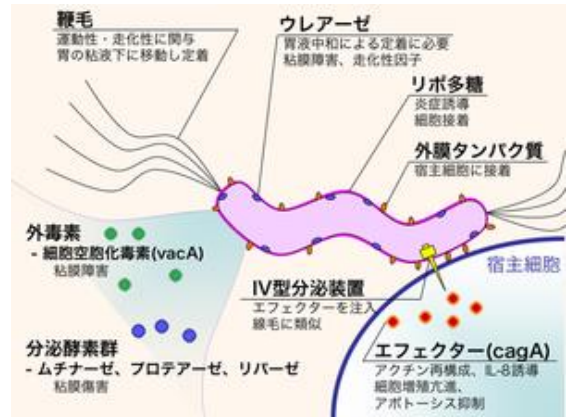 鞭毛
運動性・走化性に関与
胃の粘液下に移動し定着
ウレアーゼ
胃液中和による定着に必要
粘膜障害、走化性因子
リポ多糖
炎症誘導
細胞接着
外膜タンパク質
宿主細胞に接着
外毒素
- 細胞空胞化毒素(vacA)
粘膜障害
分泌酵素群
- ムチナーゼ、プロテアーゼ、リパーゼ
粘膜傷害
IV型分泌装置
エフェクターを注入
線毛に類似
宿主細胞
エフェクター(cagA)
アクチン再構成、IL-8誘導
細胞増殖亢進、
アポトーシス抑制